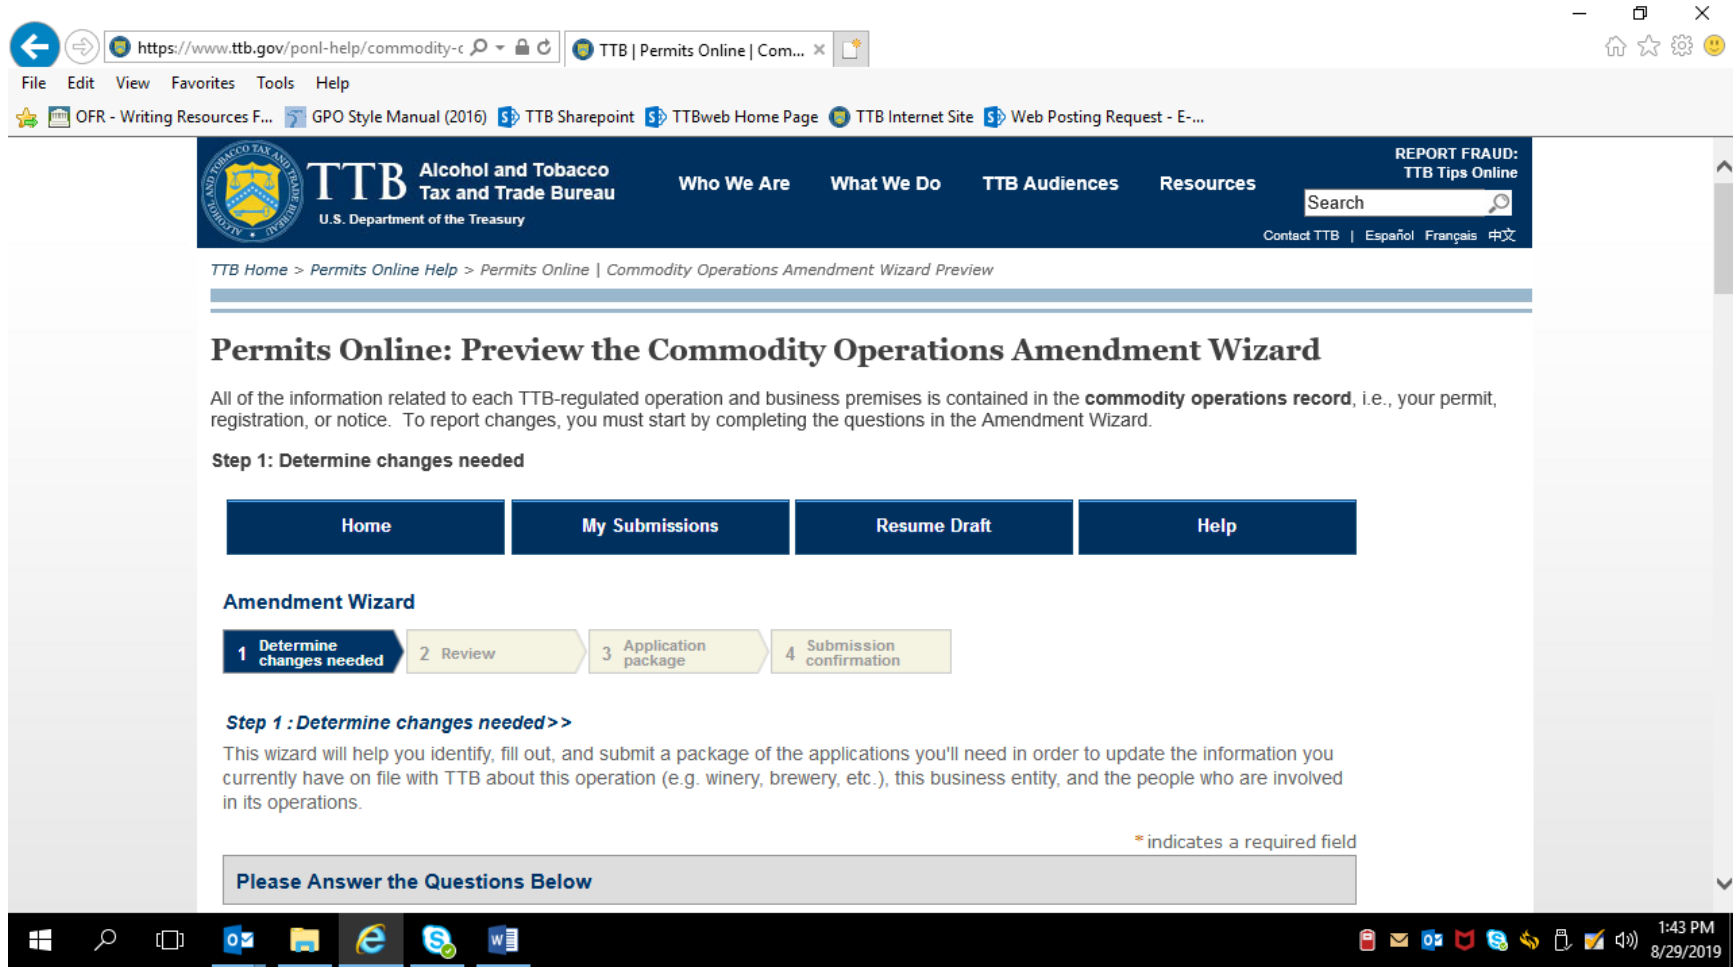 https://www.ttb.gov/ponl-help/commodity-c
TTB | Permits Online | Com...
File Edit View Favorites Tools Help
OFR - Writing Resources F... GPO Style Manual (2016) TTB Sharepoint TTBweb Home Page TTB Internet Site Web Posting Request - E-...
TTB Alcohol and Tobacco
Tax and Trade Bureau
U.S. Department of the Treasury
Who We Are What We Do TTB Audiences Resources
REPORT FRAUD:
TTB Tips Online
Search
Contact TTB | Español Français 中文
TTB Home > Permits Online Help > Permits Online | Commodity Operations Amendment Wizard Preview
Permits Online: Preview the Commodity Operations Amendment Wizard
All of the information related to each TTB-regulated operation and business premises is contained in the commodity operations record, i.e., your permit,
registration, or notice. To report changes, you must start by completing the questions in the Amendment Wizard.
Step 1: Determine changes needed
Home My Submissions Resume Draft Help
Amendment Wizard
1 Determine changes needed
2 Review
3 Application package
4 Submission confirmation
Step 1 : Determine changes needed>>
This wizard will help you identify, fill out, and submit a package of the applications you'll need in order to update the information you
currently have on file with TTB about this operation (e.g. winery, brewery, etc.), this business entity, and the people who are involved
in its operations.
* indicates a required field
Please Answer the Questions Below
1:43 PM
8/29/2019